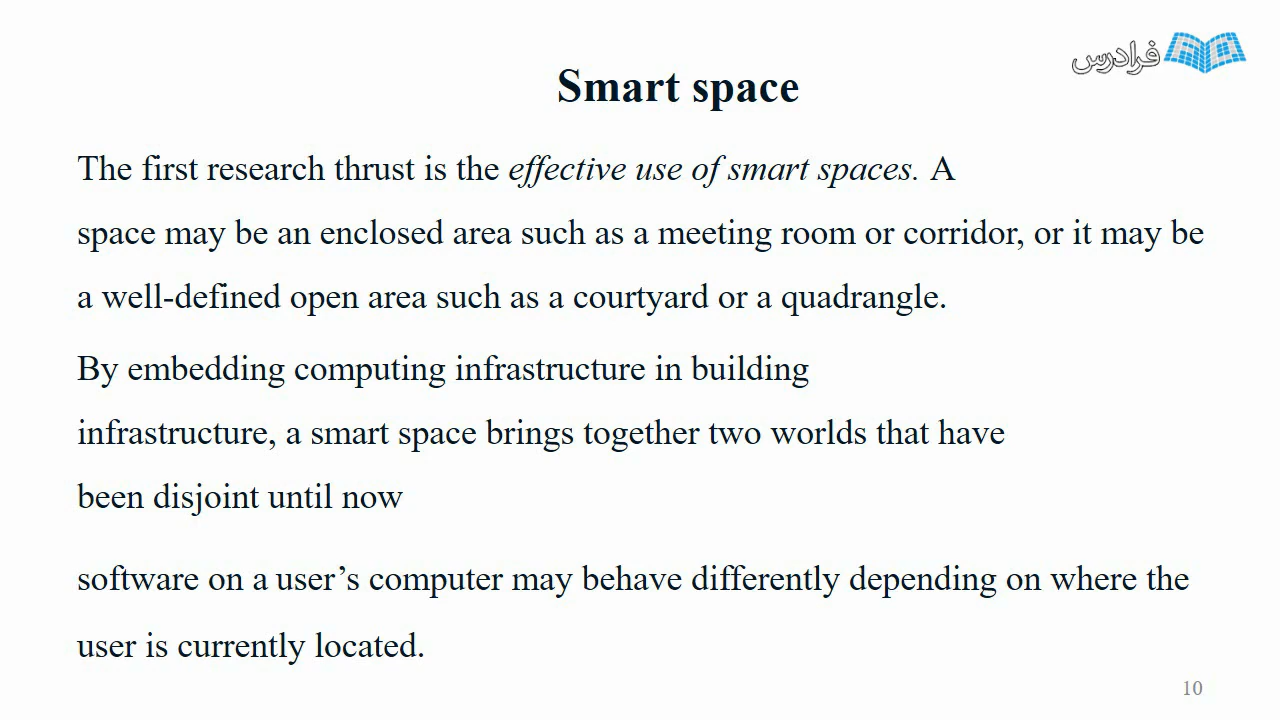 فرادرس
Smart space
The first research thrust is the effective use of smart spaces. A
space may be an enclosed area such as a meeting room or corridor, or it may be
a well-defined open area such as a courtyard or a quadrangle.
By embedding computing infrastructure in building
infrastructure, a smart space brings together two worlds that have
been disjoint until now
software on a user’s computer may behave differently depending on where the
user is currently located.
10